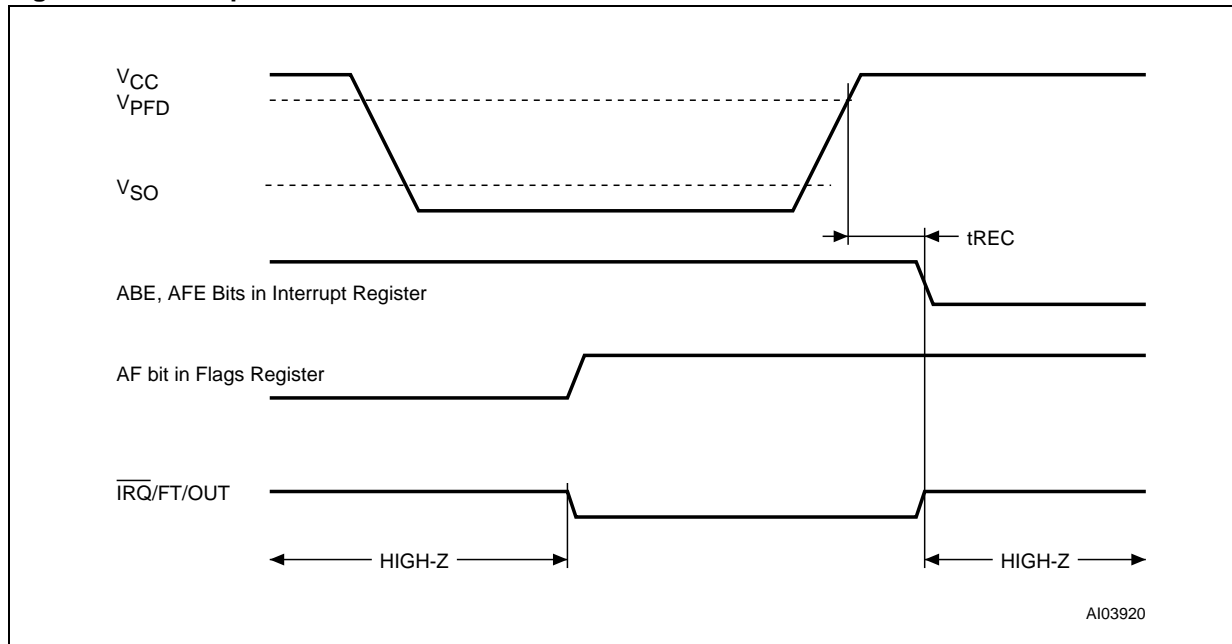 VCC
VPFD
VSO
tREC
ABE, AFE Bits in Interrupt Register
AF bit in Flags Register
IRQ/FT/OUT
HIGH-Z
HIGH-Z
AI03920